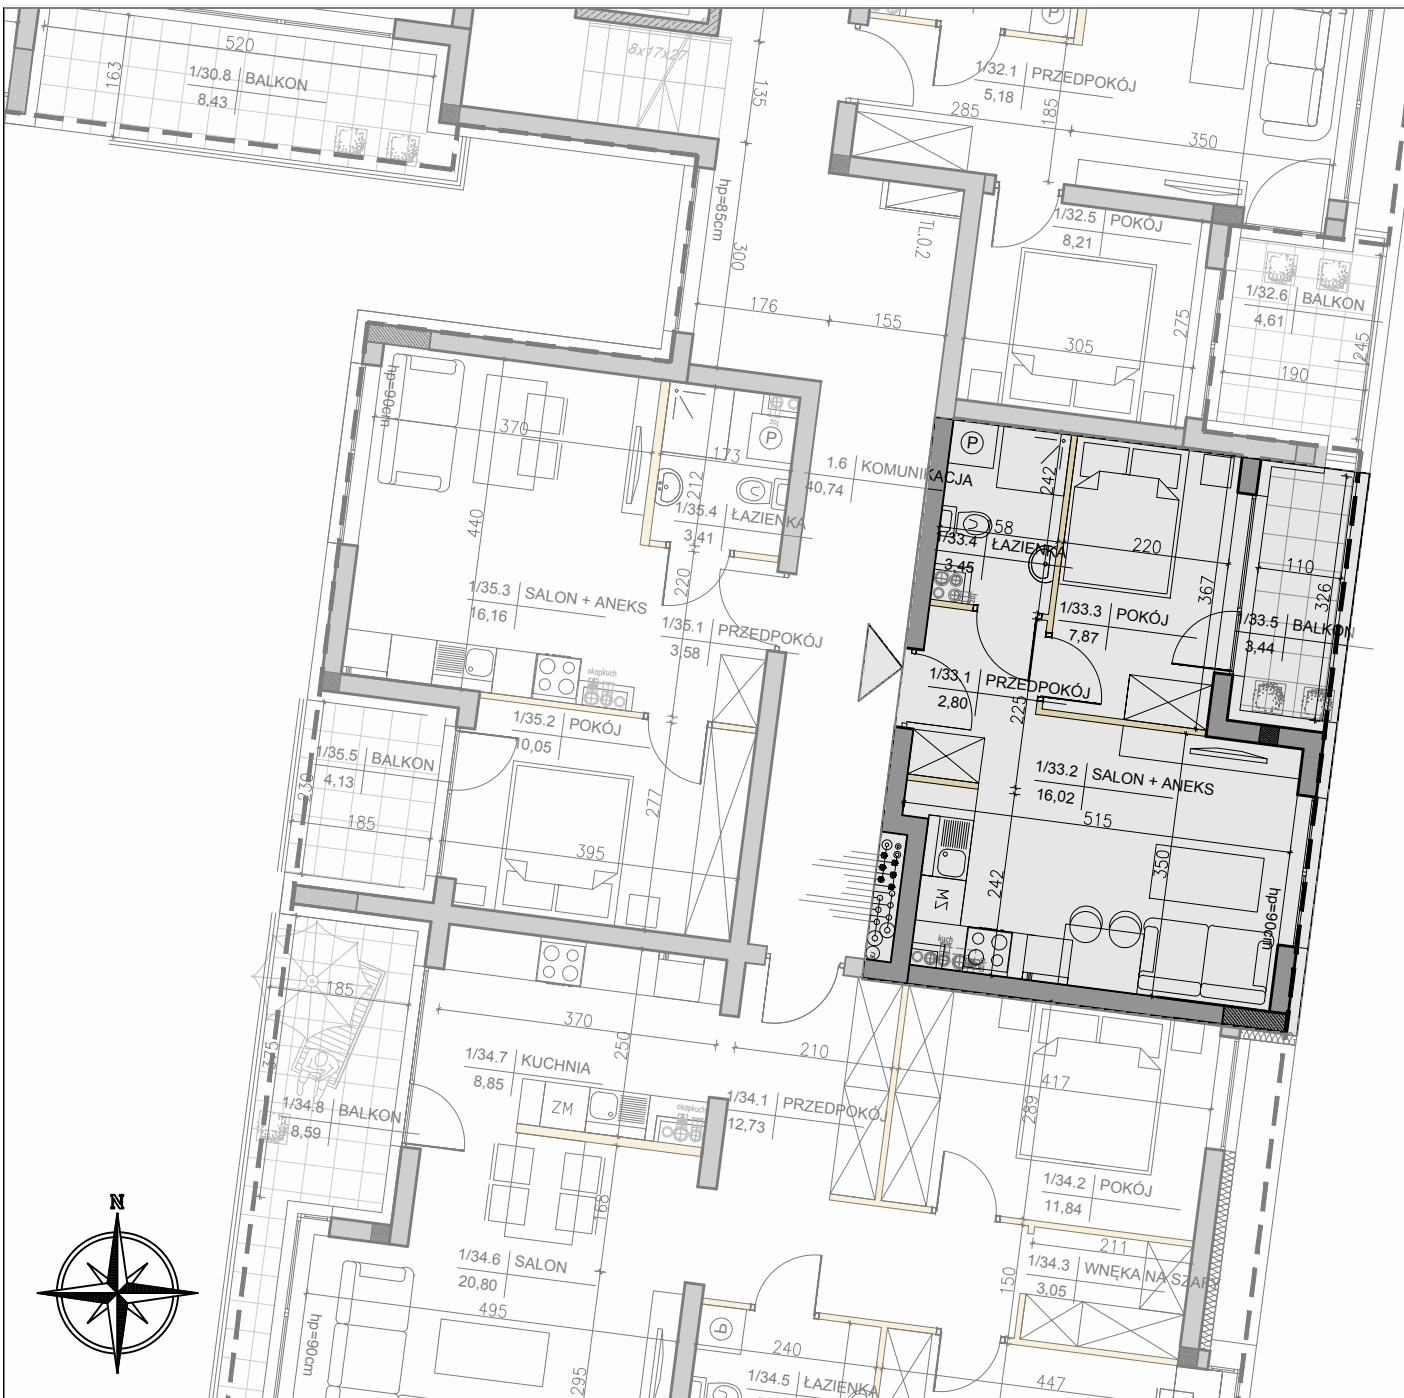 520
163
1/30.8 BALKON
8,43
8x17x27
135
P
1/32.1 PRZEDPOKÓJ
5,18
285
185
350
hp=85cm
300
TL.0.2
1/32.5 POKÓJ
8,21
275
305
1/32.6 BALKON
4,61
245
190
176
155
hp=90cm
370
440
173
P
212
1/35.4 ŁAZIENKA
3,41
220
1.6 KOMUNIKACJA
40,74
1/35.3 SALON + ANEKS
16,16
1/35.1 PRZEDPOKÓJ
3,58
okapkuch
1/35.2 POKÓJ
10,05
1/35.5 BALKON
4,13
230
185
277
395
P
242
158
1/33.4 ŁAZIENKA
3,45
220
367
1/33.3 POKÓJ
7,87
110
326
1/33.5 BALKON
3,44
1/33.1 PRZEDPOKÓJ
2,80
225
1/33.2 SALON + ANEKS
16,02
515
350
242
MZ
kuch
hp=90cm
185
375
370
250
210
417
289
1/34.7 KUCHNIA
8,85
ZM
okapkuch
1/34.1 PRZEDPOKÓJ
12,73
1/34.8 BALKON
8,59
168
1/34.2 POKÓJ
11,84
211
1/34.3 WNĘKA NA SZAFY
3,05
150
N
1/34.6 SALON
20,80
495
hp=90cm
295
P
240
1/34.5 ŁAZIENKA
447